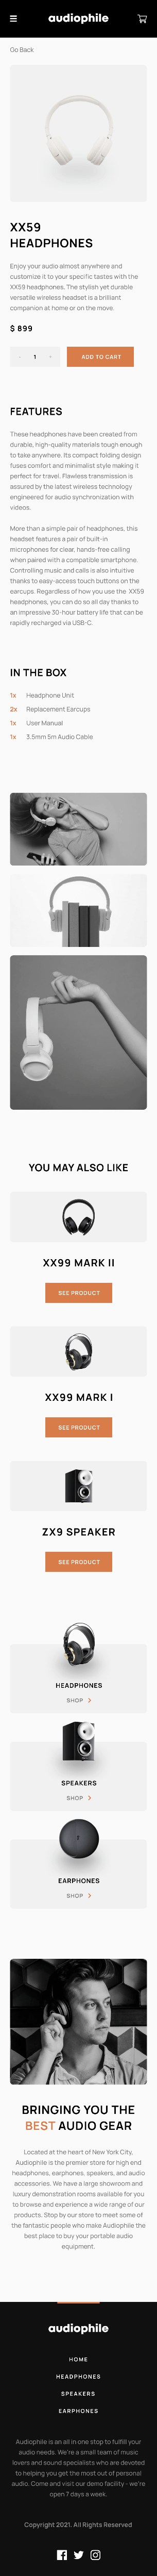 audiophile
Go Back
XX59
HEADPHONES
Enjoy your audio almost anywhere and
customize it to your specific tastes with the
XX59 headphones. The stylish yet durable
versatile wireless headset is a brilliant
companion at home or on the move.
$ 899
- 1 +
ADD TO CART
FEATURES
These headphones have been created from
durable, high-quality materials tough enough
to take anywhere. Its compact folding design
fuses comfort and minimalist style making it
perfect for travel. Flawless transmission is
assured by the latest wireless technology
engineered for audio synchronization with
videos.
More than a simple pair of headphones, this
headset features a pair of built-in
microphones for clear, hands-free calling
when paired with a compatible smartphone.
Controlling music and calls is also intuitive
thanks to easy-access touch buttons on the
earcups. Regardless of how you use the XX59
headphones, you can do so all day thanks to
an impressive 30-hour battery life that can be
rapidly recharged via USB-C.
IN THE BOX
1x Headphone Unit
2x Replacement Earcups
1x User Manual
1x 3.5mm 5m Audio Cable
YOU MAY ALSO LIKE
XX99 MARK II
SEE PRODUCT
XX99 MARK I
SEE PRODUCT
ZX9 SPEAKER
SEE PRODUCT
HEADPHONES
SHOP
SPEAKERS
SHOP
EARPHONES
SHOP
BRINGING YOU THE
BEST AUDIO GEAR
Located at the heart of New York City,
Audiophile is the premier store for high end
headphones, earphones, speakers, and audio
accessories. We have a large showroom and
luxury demonstration rooms available for you
to browse and experience a wide range of our
products. Stop by our store to meet some of
the fantastic people who make Audiophile the
best place to buy your portable audio
equipment.
audiophile
HOME
HEADPHONES
SPEAKERS
EARPHONES
Audiophile is an all in one stop to fulfill your
audio needs. We're a small team of music
lovers and sound specialists who are devoted
to helping you get the most out of personal
audio. Come and visit our demo facility - we're
open 7 days a week.
Copyright 2021. All Rights Reserved